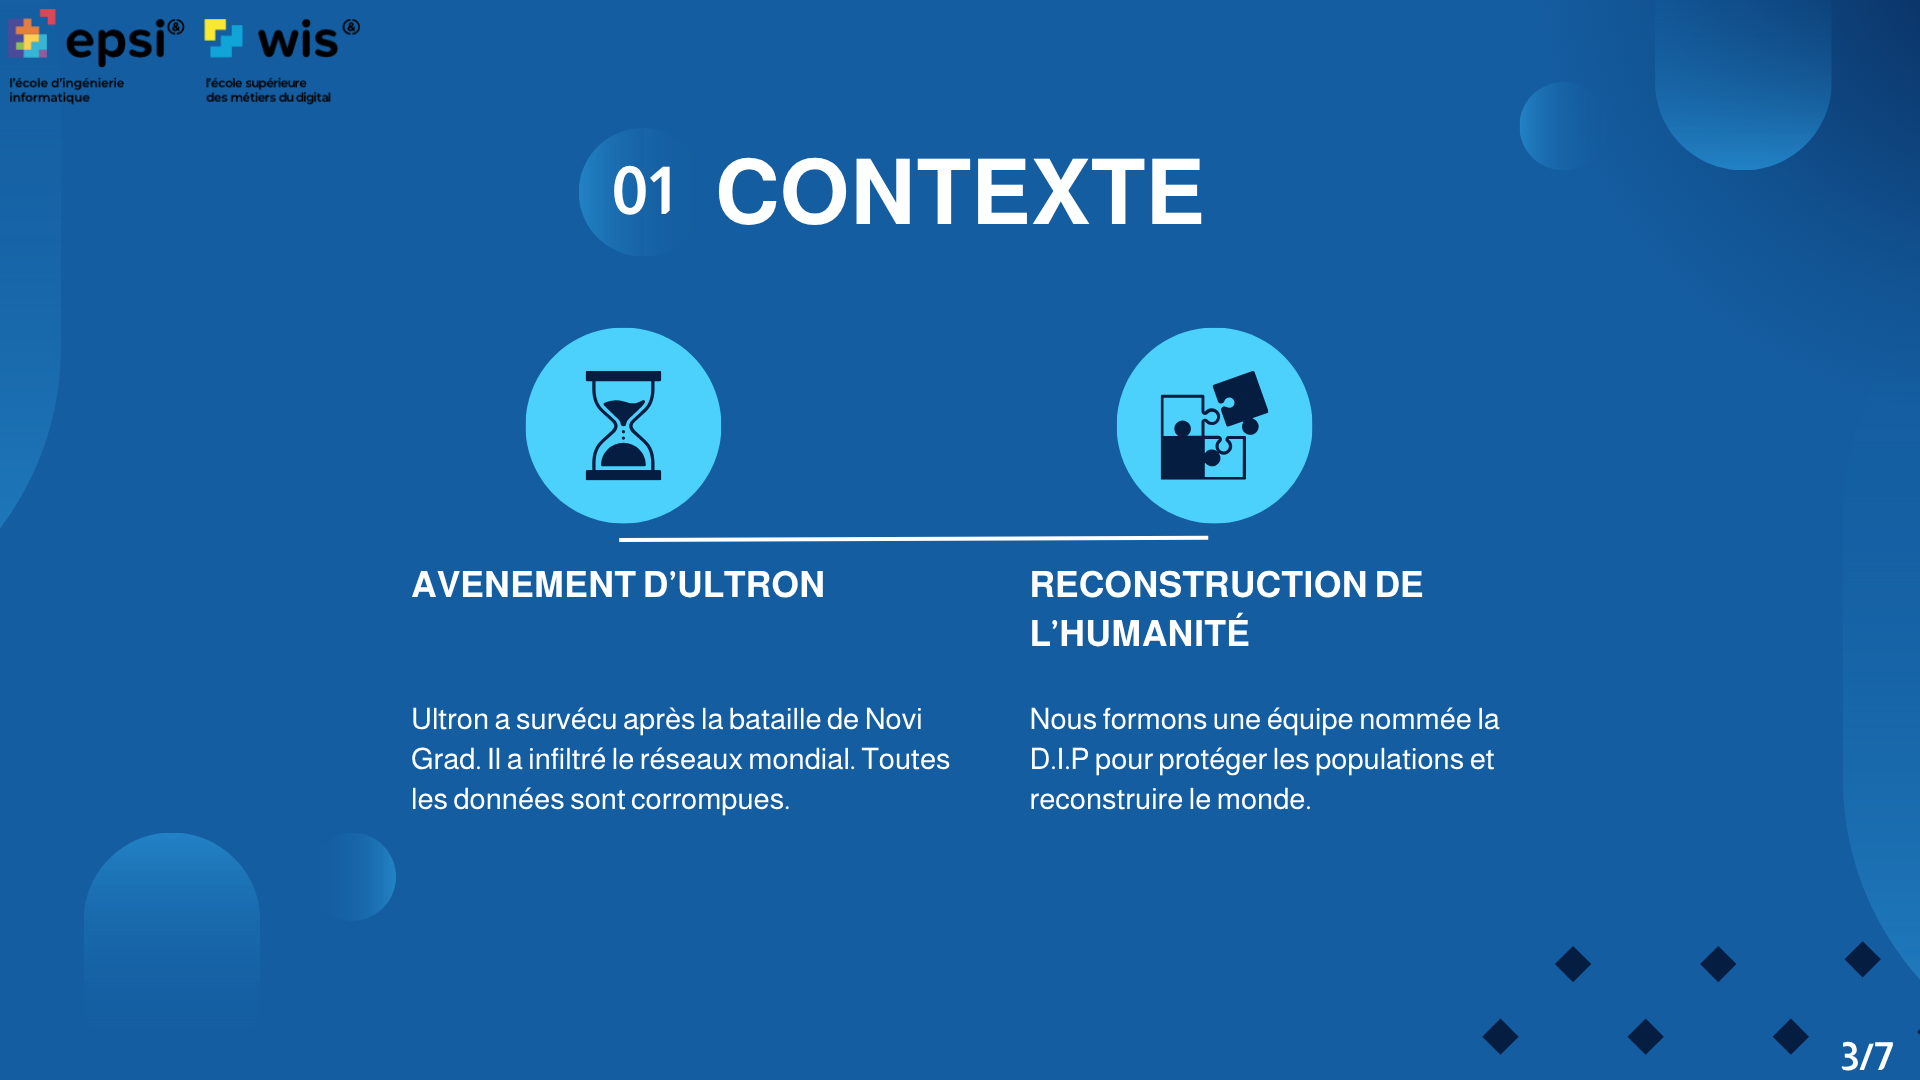 epsi
wis
l'école d'ingénierie
informatique
l'école supérieure
des métiers du digital
01 CONTEXTE
AVENEMENT D’ULTRON
Ultron a survécu après la bataille de Novi
Grad. Il a infiltré le réseaux mondial. Toutes
les données sont corrompues.
RECONSTRUCTION DE
L’HUMANITÉ
Nous formons une équipe nommée la
D.I.P pour protéger les populations et
reconstruire le monde.
3/7